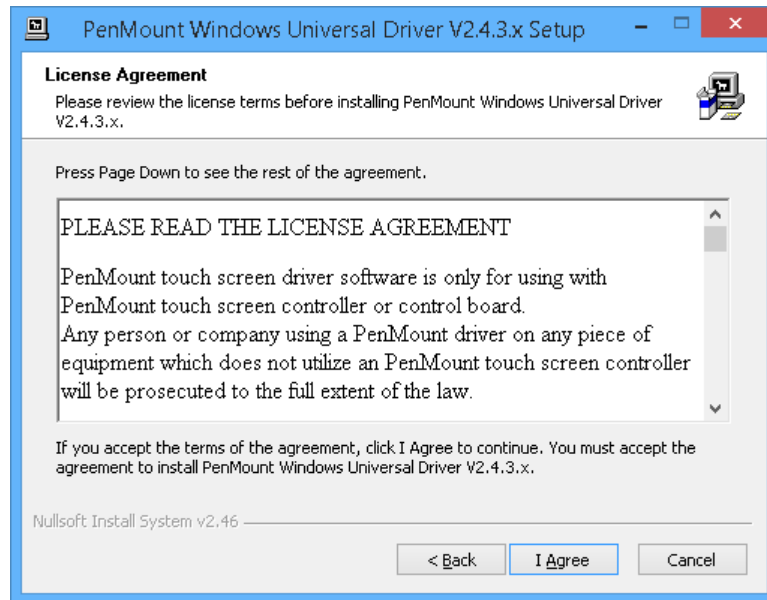 PenMount Windows Universal Driver V2.4.3.x Setup
License Agreement
Please review the license terms before installing PenMount Windows Universal Driver
V2.4.3.x.
Press Page Down to see the rest of the agreement.
PLEASE READ THE LICENSE AGREEMENT
PenMount touch screen driver software is only for using with
PenMount touch screen controller or control board.
Any person or company using a PenMount driver on any piece of
equipment which does not utilize an PenMount touch screen controller
will be prosecuted to the full extent of the law.
If you accept the terms of the agreement, click I Agree to continue. You must accept the
agreement to install PenMount Windows Universal Driver V2.4.3.x.
Nullsoft Install System v2.46
< Back
I Agree
Cancel